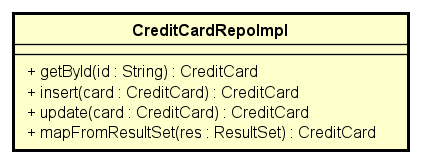 CreditCardRepoImpl
+ getById(id : String) : CreditCard
+ insert(card : CreditCard) : CreditCard
+ update(card : CreditCard) : CreditCard
+ mapFromResultSet(res : ResultSet) : CreditCard